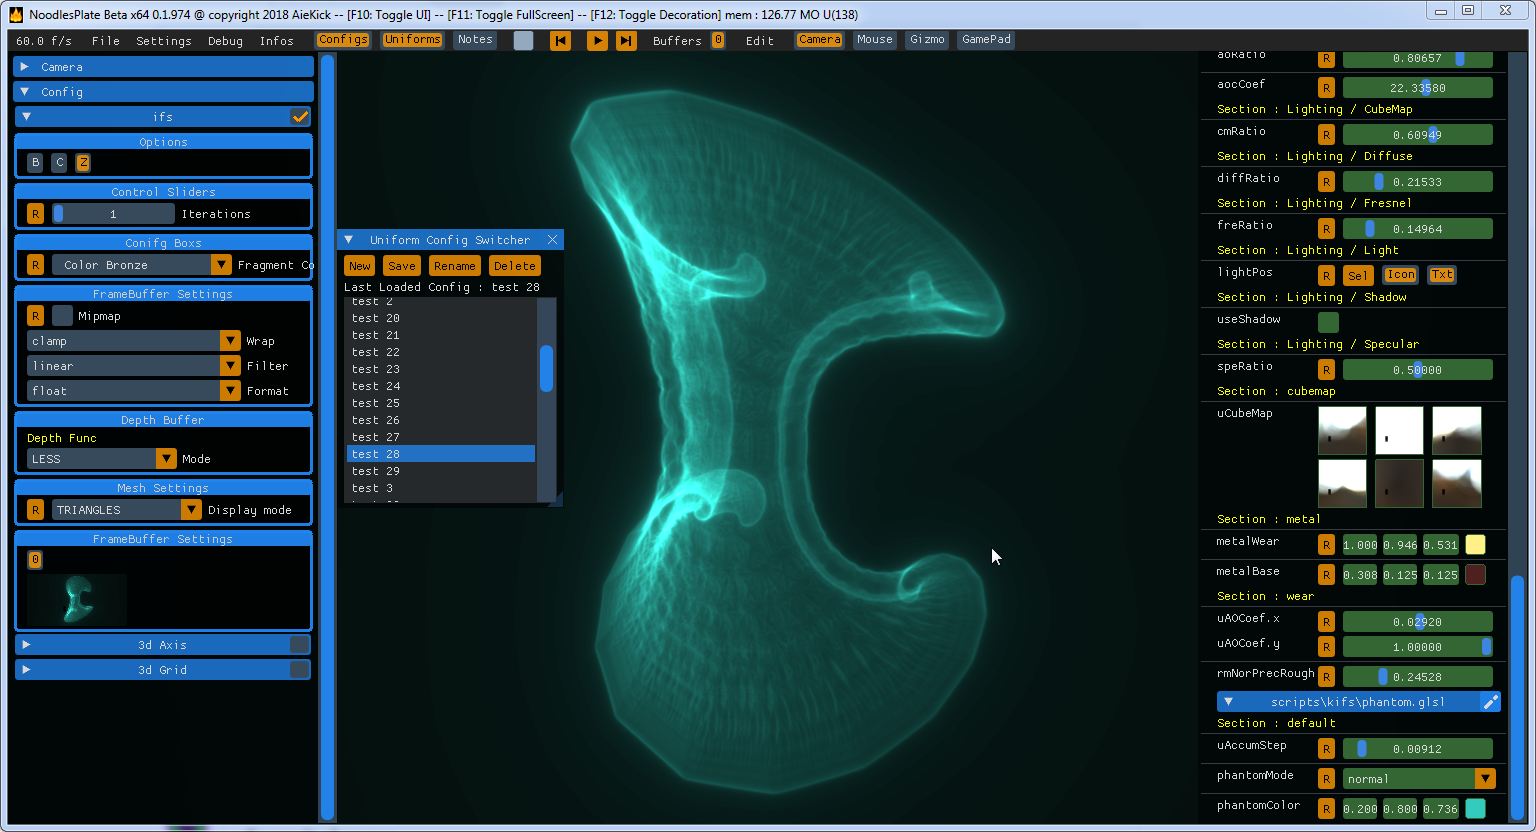 NoodlesPlate Beta x64 0.1.974 @ copyright 2018 AieKick -- [F10: Toggle UI] -- [F11: Toggle FullScreen] -- [F12: Toggle Decoration] mem : 126.77 MO U(138)
60.0 f/s File Settings Debug Infos Configs Uniforms Notes Buffers 0 Edit Camera Mouse Gizmo GamePad
Camera
Config
ifs
Options
B C Z
Control Sliders
R 1 Iterations
Conifg Boxs
R Color Bronze Fragment Co
FrameBuffer Settings
R Mipmap
clamp Wrap
linear Filter
float Format
Depth Buffer
Depth Func
LESS Mode
Mesh Settings
R TRIANGLES Display mode
FrameBuffer Settings
0
3d Axis
3d Grid
Uniform Config Switcher
New Save Rename Delete
Last Loaded Config : test 28
test 2
test 20
test 21
test 22
test 23
test 24
test 25
test 26
test 27
test 28
test 29
test 3
aoRatio R 0.80657
aocCoef R 22.33580
Section : Lighting / CubeMap
cmRatio R 0.60949
Section : Lighting / Diffuse
diffRatio R 0.21533
Section : Lighting / Fresnel
freRatio R 0.14964
Section : Lighting / Light
lightPos R Sel Icon Txt
Section : Lighting / Shadow
useShadow
Section : Lighting / Specular
speRatio R 0.50000
Section : cubemap
uCubeMap
Section : metal
metalWear R 1.000 0.946 0.531
metalBase R 0.308 0.125 0.125
Section : wear
uAOCoef.x R 0.02920
uAOCoef.y R 1.00000
rmNorPrecRough R 0.24528
scripts\kifs\phantom.glsl
Section : default
uAccumStep R 0.00912
phantomMode R normal
phantomColor R 0.200 0.800 0.736